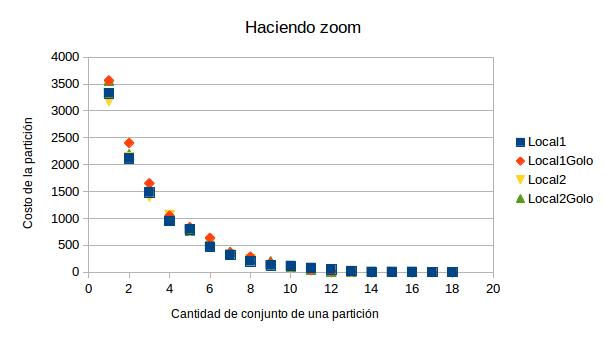 Haciendo zoom
4000
3500
3000
2500
2000
1500
1000
500
0
Costo de la partición
0 2 4 6 8 10 12 14 16 18 20
Cantidad de conjunto de una partición
Local1
Local1Golo
Local2
Local2Golo